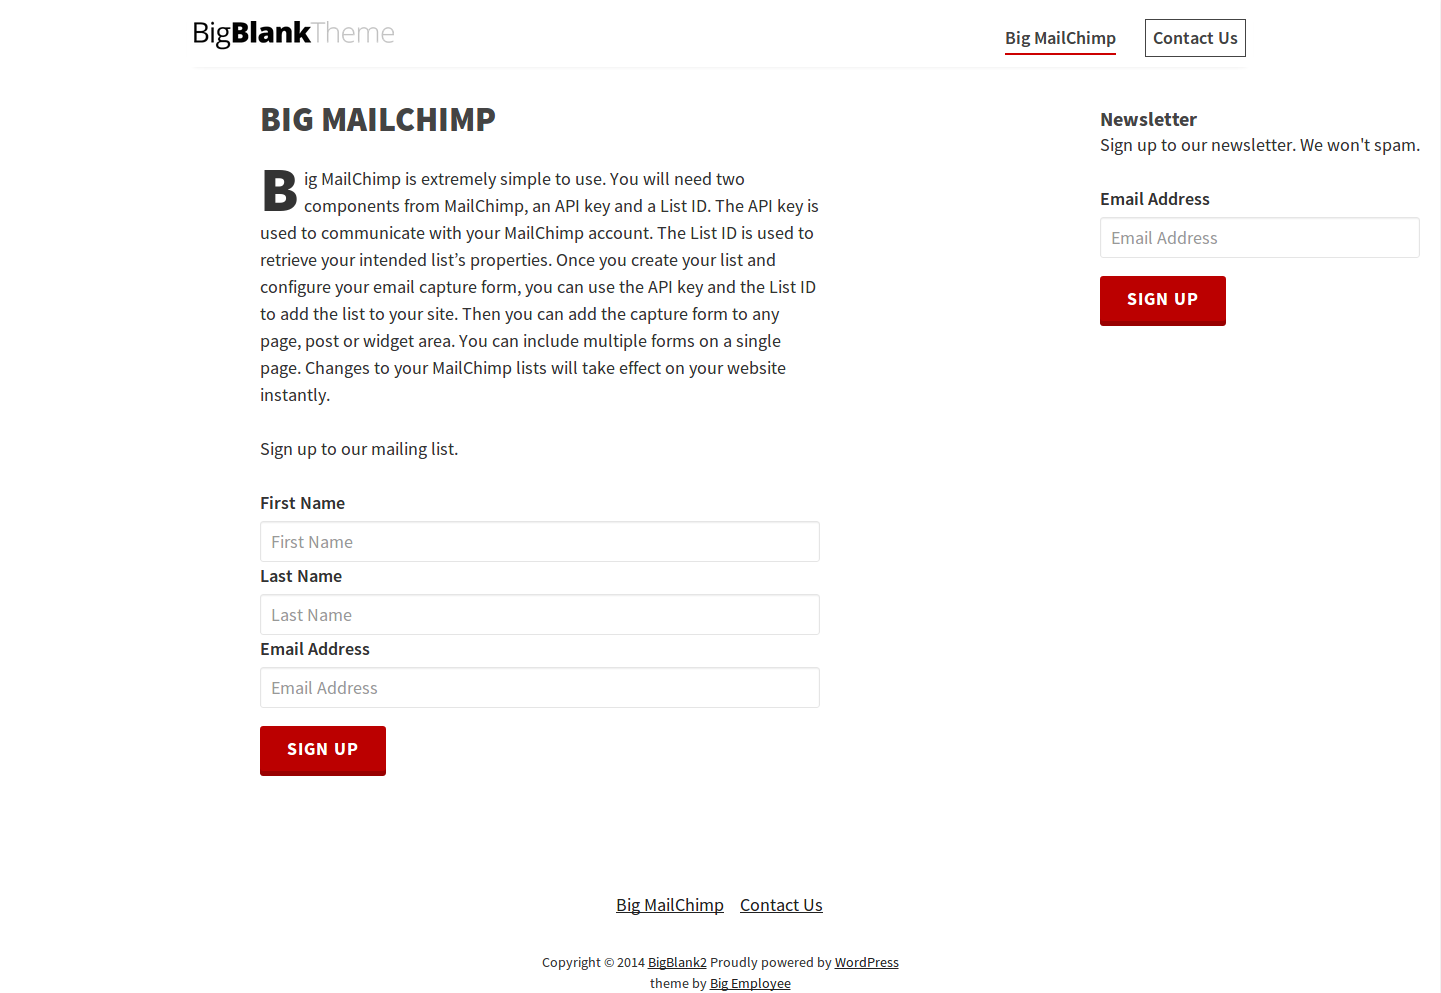 BigBlankTheme
Big MailChimp
Contact Us
BIG MAILCHIMP
Big MailChimp is extremely simple to use. You will need two
components from MailChimp, an API key and a List ID. The API key is
used to communicate with your MailChimp account. The List ID is used to
retrieve your intended list’s properties. Once you create your list and
configure your email capture form, you can use the API key and the List ID
to add the list to your site. Then you can add the capture form to any
page, post or widget area. You can include multiple forms on a single
page. Changes to your MailChimp lists will take effect on your website
instantly.
Sign up to our mailing list.
First Name
First Name
Last Name
Last Name
Email Address
Email Address
SIGN UP
Newsletter
Sign up to our newsletter. We won't spam.
Email Address
Email Address
SIGN UP
Big MailChimp Contact Us
Copyright © 2014 BigBlank2 Proudly powered by WordPress
theme by Big Employee